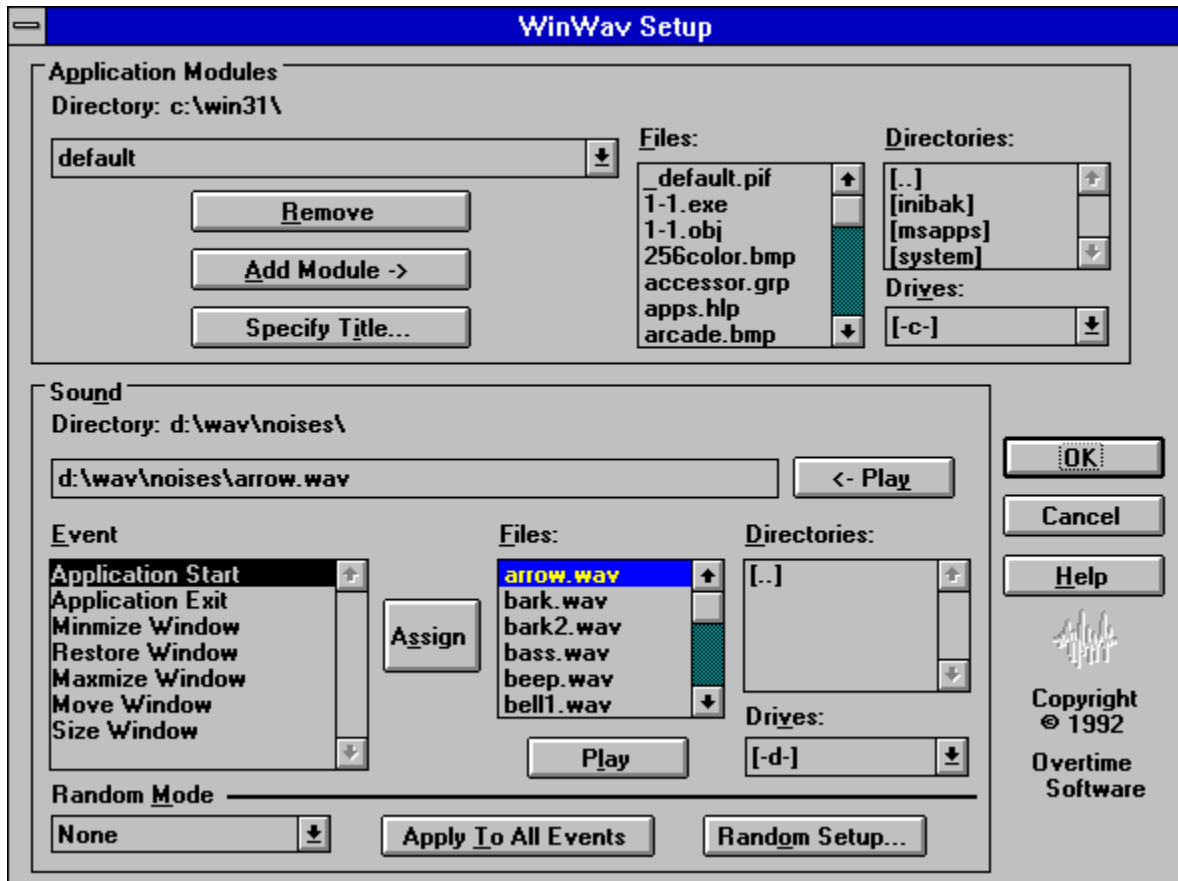 WinWav Setup
Application Modules
Directory: c:\win31\
default
Remove
Add Module ->
Specify Title...
Files:
_default.pif
1-1.exe
1-1.obj
256color.bmp
accessor.grp
apps.hlp
arcade.bmp
Directories:
[..]
[inibak]
[msapps]
[system]
Drives:
[-c-]
Sound
Directory: d:\wav\noises\
d:\wav\noises\arrow.wav
<- Play
Event
Application Start
Application Exit
Minmize Window
Restore Window
Maxmize Window
Move Window
Size Window
Assign
Files:
arrow.wav
bark.wav
bark2.wav
bass.wav
beep.wav
bell1.wav
Play
Directories:
[..]
Drives:
[-d-]
Random Mode
None
Apply To All Events
Random Setup...
OK
Cancel
Help
Copyright
© 1992
Overtime
Software